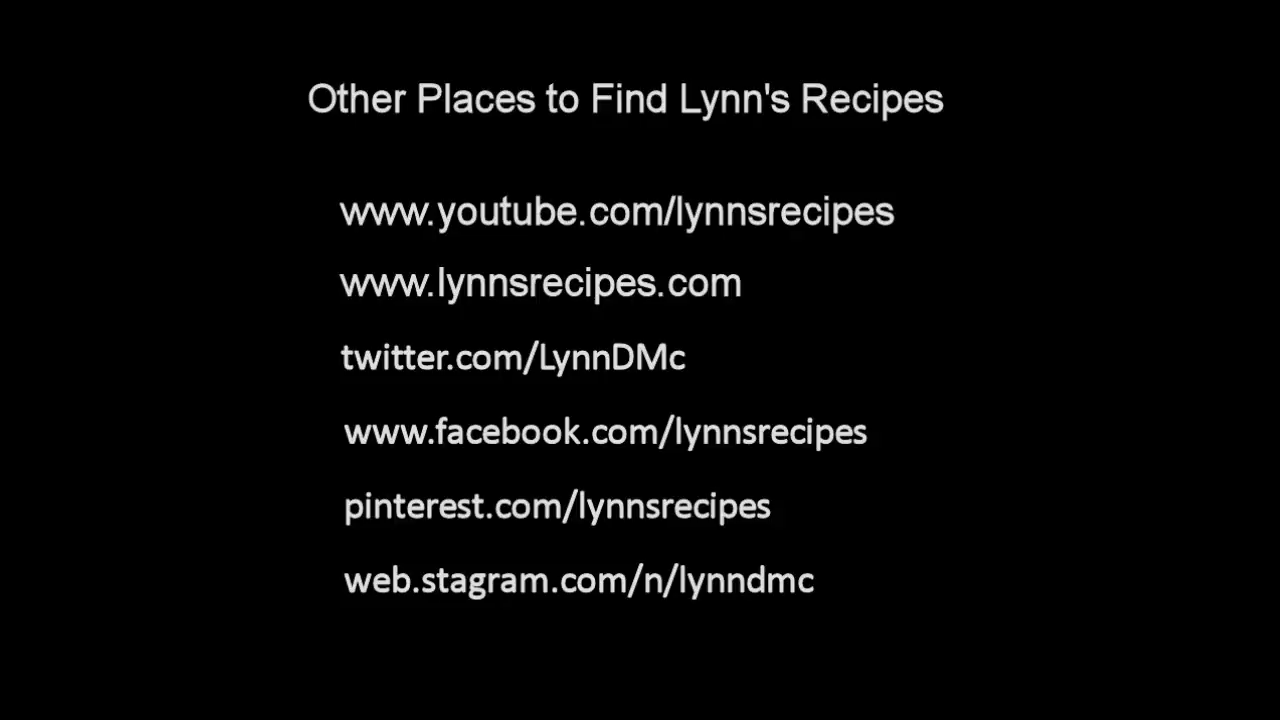 Other Places to Find Lynn's Recipes
www.youtube.com/lynnsrecipes
www.lynnsrecipes.com
twitter.com/LynnDMc
www.facebook.com/lynnsrecipes
pinterest.com/lynnsrecipes
web.stagram.com/n/lynndmc